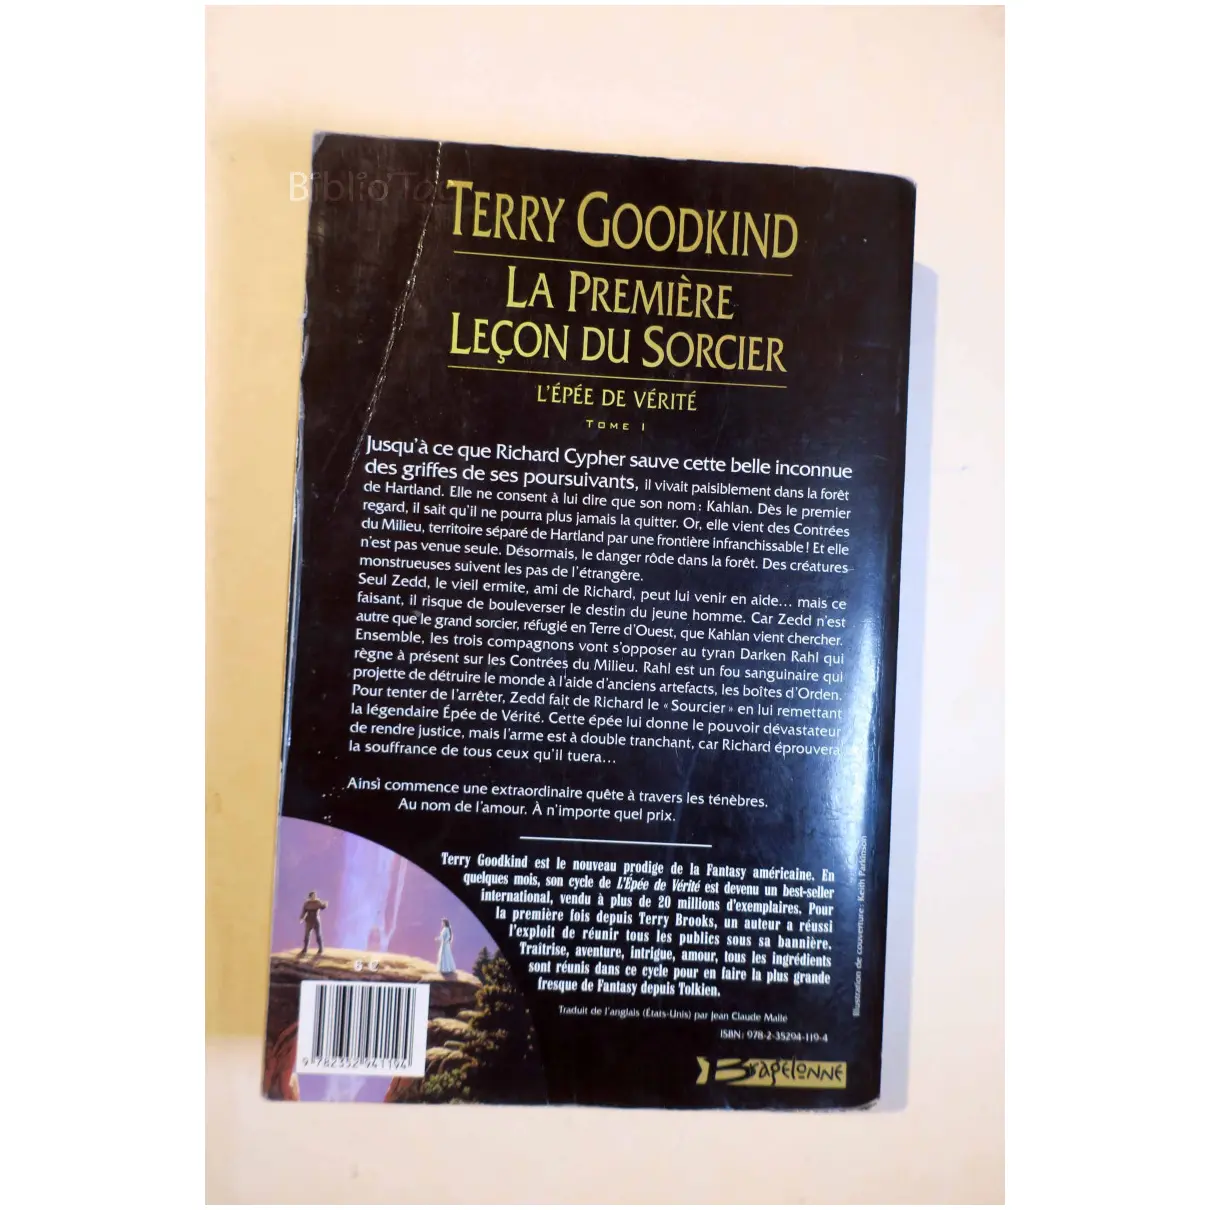 BiblioTo
TERRY GOODKIND
LA PREMIÈRE
LEÇON DU SORCIER
L'ÉPÉE DE VÉRITÉ
TOME I
Jusqu'à ce que Richard Cypher sauve cette belle inconnue
des griffes de ses poursuivants, il vivait paisiblement dans la forêt
de Hartland. Elle ne consent à lui dire que son nom : Kahlan. Dès le premier
regard, il sait qu'il ne pourra plus jamais la quitter. Or, elle vient des Contrées
du Milieu, territoire séparé de Hartland par une frontière infranchissable ! Et elle
n'est pas venue seule. Désormais, le danger rôde dans la forêt. Des créatures
monstrueuses suivent les pas de l'étrangère.
Seul Zedd, le vieil ermite, ami de Richard, peut lui venir en aide... mais ce
faisant, il risque de bouleverser le destin du jeune homme. Car Zedd n'est
autre que le grand sorcier, réfugié en Terre d'Ouest, que Kahlan vient chercher.
Ensemble, les trois compagnons vont s'opposer au tyran Darken Rahl qui
règne à présent sur les Contrées du Milieu. Rahl est un fou sanguinaire qui
projette de détruire le monde à l'aide d'anciens artefacts, les boîtes d'Orden.
Pour tenter de l'arrêter, Zedd fait de Richard le « Sourcier » en lui remettant
la légendaire Épée de Vérité. Cette épée lui donne le pouvoir dévastateur
de rendre justice, mais l'arme est à double tranchant, car Richard éprouvera
la souffrance de tous ceux qu'il tuera...
Ainsi commence une extraordinaire quête à travers les ténèbres.
Au nom de l'amour. À n'importe quel prix.
Terry Goodkind est le nouveau prodige de la Fantasy américaine. En
quelques mois, son cycle de L'Épée de Vérité est devenu un best-seller
international, vendu à plus de 20 millions d'exemplaires. Pour
la première fois depuis Terry Brooks, un auteur a réussi
l'exploit de réunir tous les publics sous sa bannière.
Traîtrise, aventure, intrigue, amour, tous les ingrédients
sont réunis dans ce cycle pour en faire la plus grande
fresque de Fantasy depuis Tolkien.
Traduit de l'anglais (États-Unis) par Jean Claude Mallé
ISBN: 978-2-35294-119-4
Illustration de couverture : Keith Parkinson
6 €
9 782352 941194
BRAGELONNE